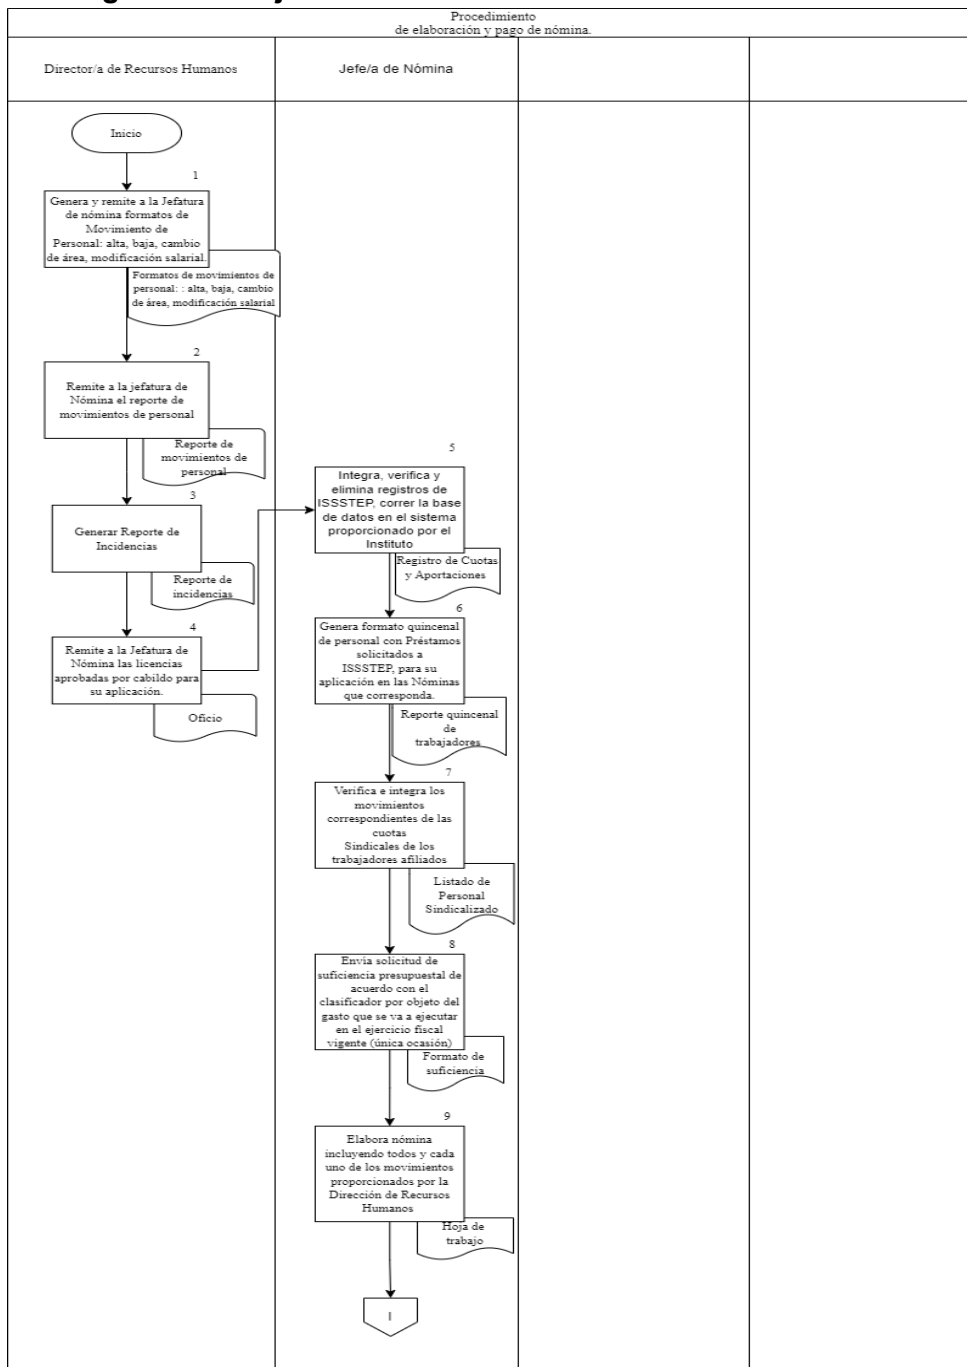 Procedimiento
de elaboración y pago de nómina.
Director/a de Recursos Humanos
Jefe/a de Nómina
Inicio
1
Genera y remite a la Jefatura
de nómina formatos de
Movimiento de
Personal: alta, baja, cambio
de área, modificación salarial.
Formatos de movimientos de
personal: : alta, baja, cambio
de área, modificación salarial
2
Remite a la jefatura de
Nómina el reporte de
movimientos de personal
Reporte de
movimientos de
personal
3
Generar Reporte de
Incidencias
Reporte de
incidencias
4
Remite a la Jefatura de
Nómina las licencias
aprobadas por cabildo para
su aplicación.
Oficio
5
Integra, verifica y
elimina registros de
ISSSTEP, correr la base
de datos en el sistema
proporcionado por el
Instituto
Registro de Cuotas
y Aportaciones
6
Genera formato quincenal
de personal con Préstamos
solicitados a
ISSSTEP, para su
aplicación en las Nóminas
que corresponda.
Reporte quincenal
de
trabajadores
7
Verifica e integra los
movimientos
correspondientes de las
cuotas
Sindicales de los
trabajadores afiliados
Listado de
Personal
Sindicalizado
8
Envía solicitud de
suficiencia presupuestal de
acuerdo con el
clasificador por objeto del
gasto que se va a ejecutar
en el ejercicio fiscal
vigente (única ocasión)
Formato de
suficiencia
9
Elabora nómina
incluyendo todos y cada
uno de los movimientos
proporcionados por la
Dirección de Recursos
Humanos
Hoja de
trabajo
1